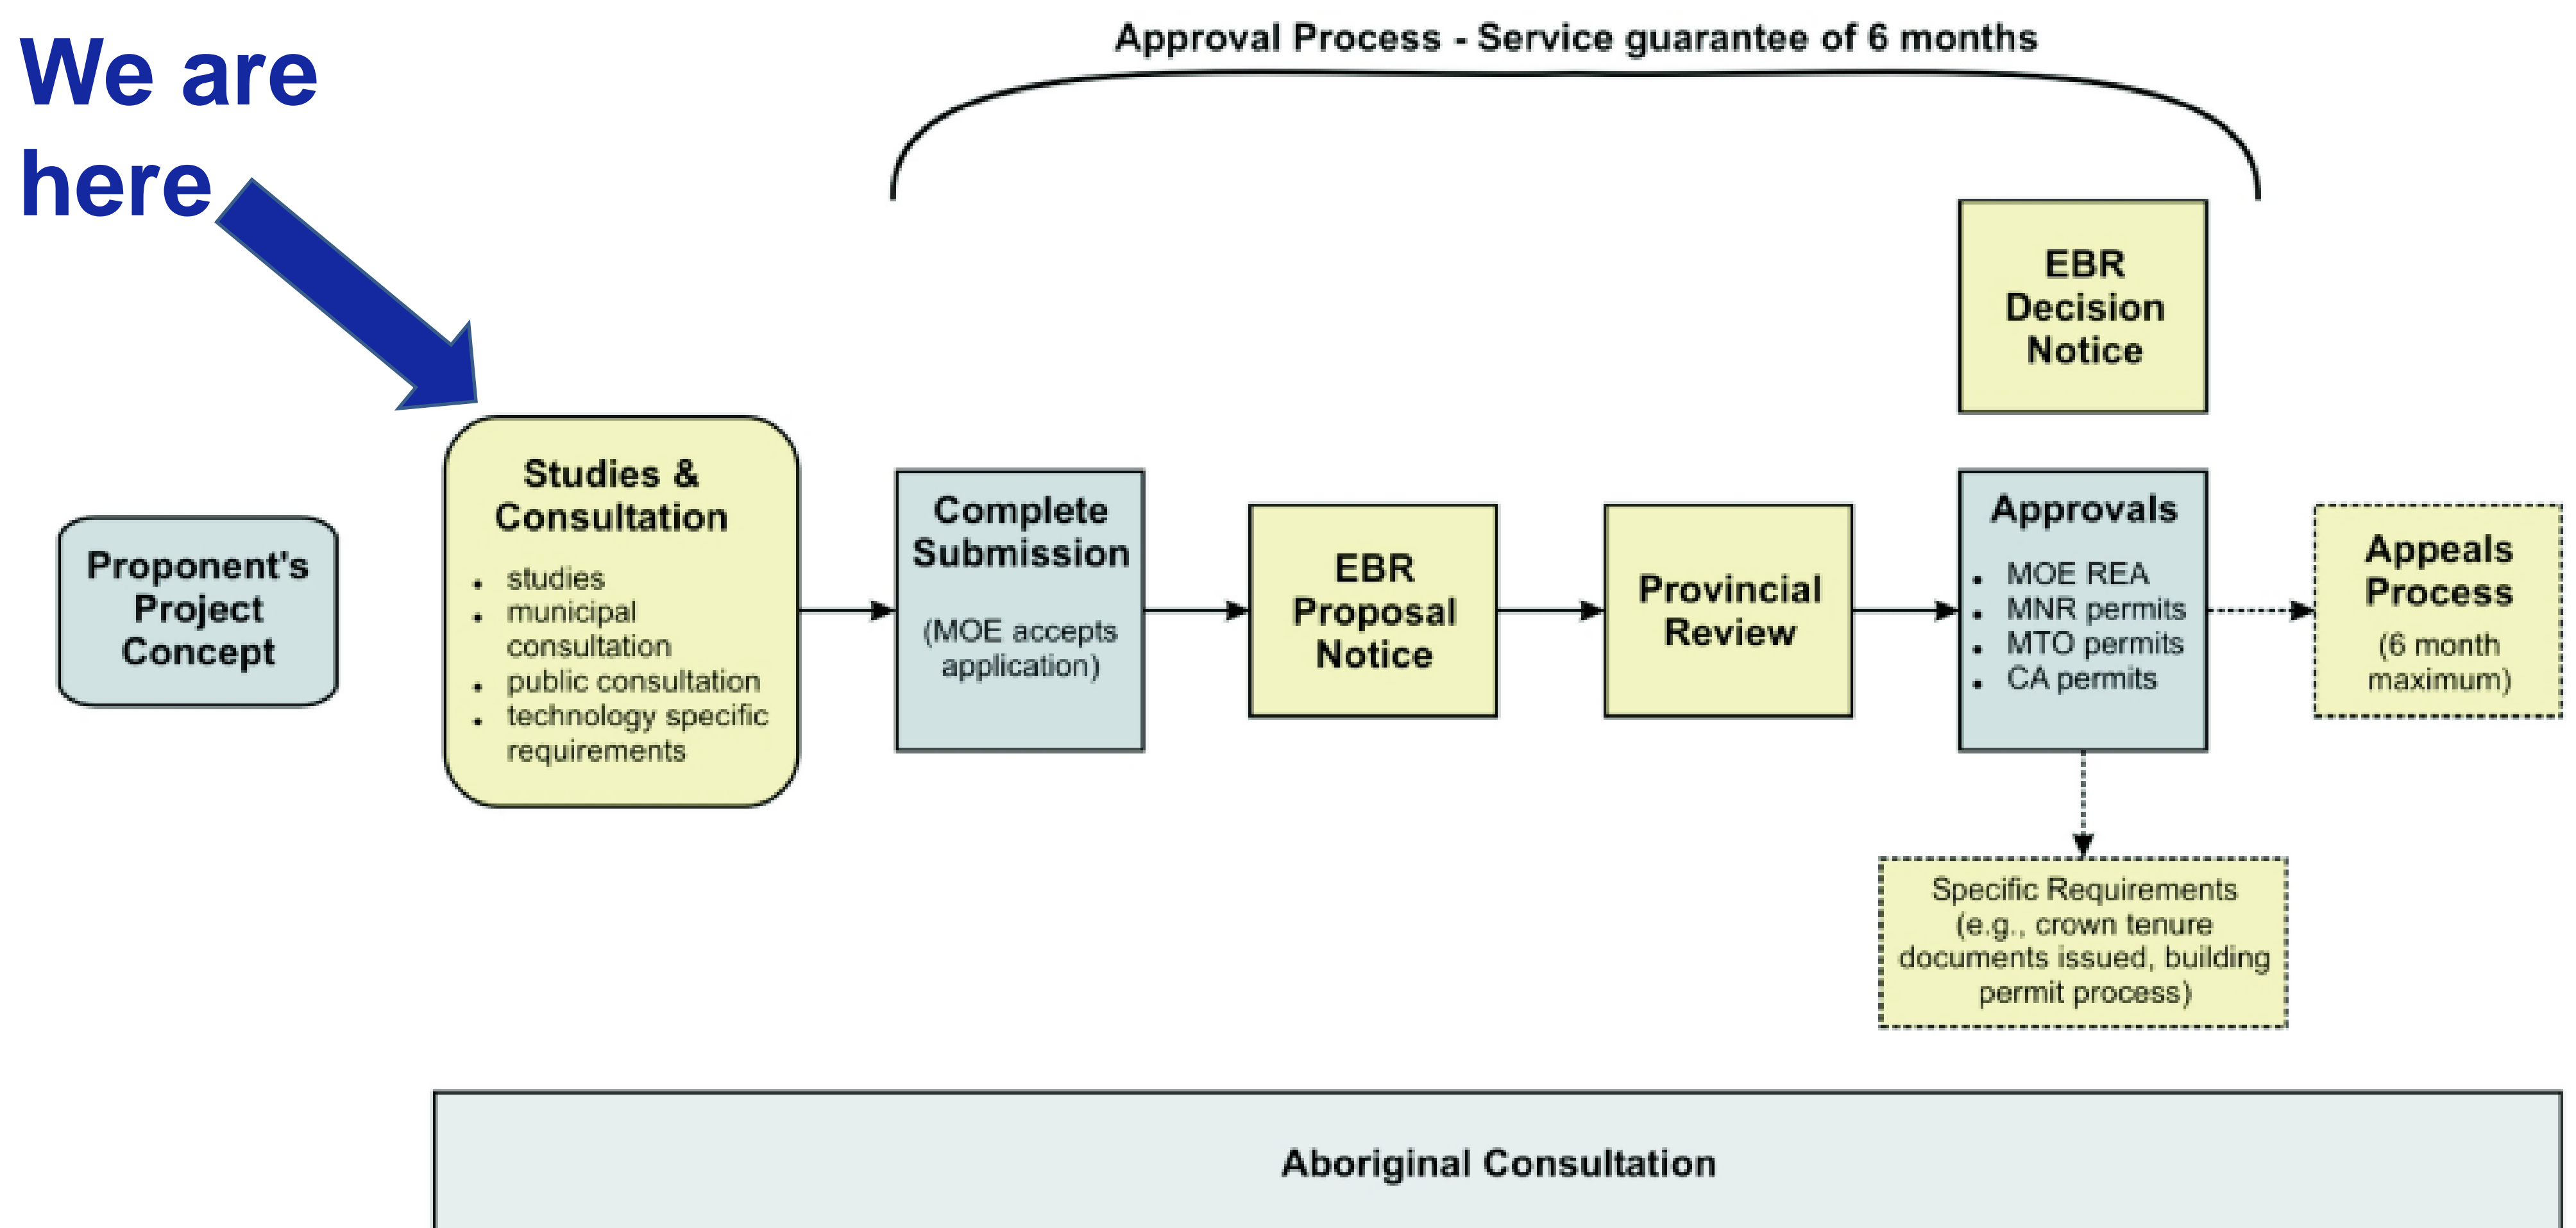 We are
here
Approval Process - Service guarantee of 6 months
Proponent's
Project
Concept
Studies &
Consultation
• studies
• municipal
consultation
• public consultation
• technology specific
requirements
Complete
Submission
(MOE accepts
application)
EBR
Proposal
Notice
Provincial
Review
EBR
Decision
Notice
Approvals
• MOE REA
• MNR permits
• MTO permits
• CA permits
Appeals
Process
(6 month
maximum)
Specific Requirements
(e.g., crown tenure
documents issued, building
permit process)
Aboriginal Consultation